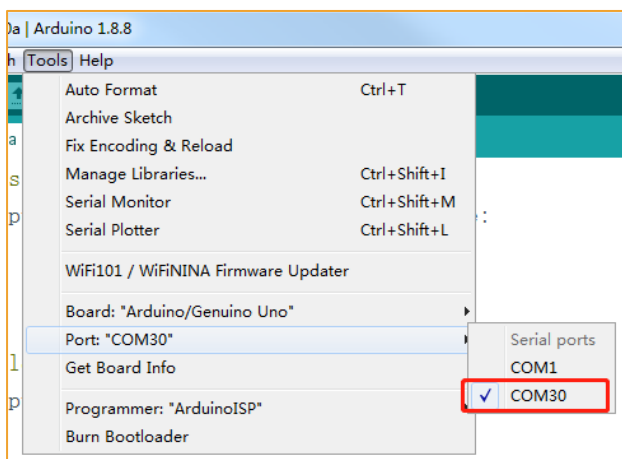 0a | Arduino 1.8.8
h Tools Help
Auto Format Ctrl+T
Archive Sketch
Fix Encoding & Reload
Manage Libraries... Ctrl+Shift+I
Serial Monitor Ctrl+Shift+M
Serial Plotter Ctrl+Shift+L
WiFi101 / WiFiNINA Firmware Updater
Board: "Arduino/Genuino Uno"
Port: "COM30"
Serial ports
Get Board Info
COM1
COM30
Programmer: "ArduinoISP"
Burn Bootloader